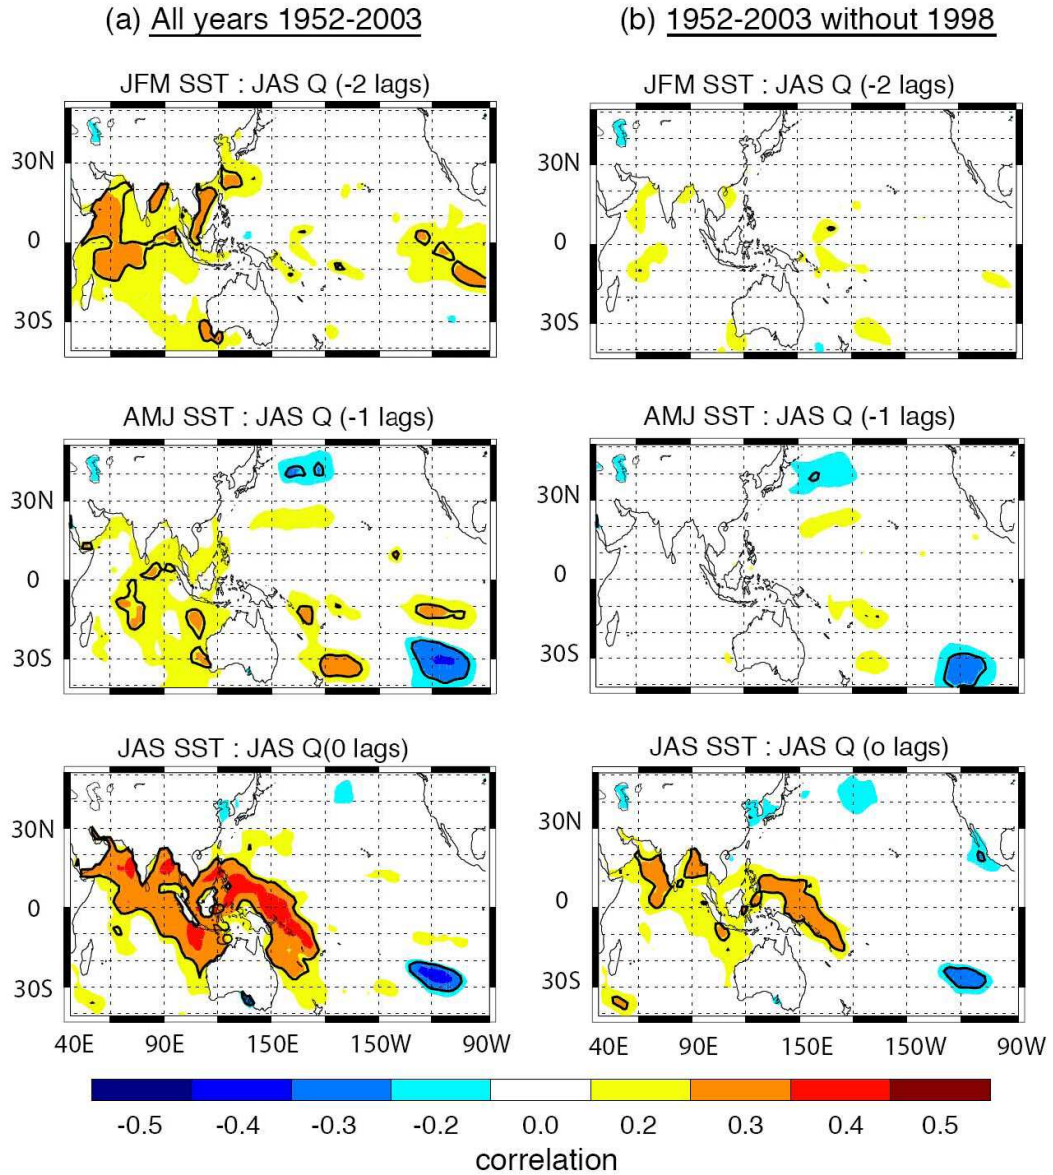 (a) All years 1952-2003
(b) 1952-2003 without 1998
JFM SST : JAS Q (-2 lags)
JFM SST : JAS Q (-2 lags)
30N
0
30S
30N
0
30S
AMJ SST : JAS Q (-1 lags)
AMJ SST : JAS Q (-1 lags)
30N
0
30S
30N
0
30S
JAS SST : JAS Q(0 lags)
JAS SST : JAS Q (o lags)
30N
0
30S
30N
0
30S
40E 90E 150E 150W 90W
40E 90E 150E 150W 90W
-0.5 -0.4 -0.3 -0.2 0.0 0.2 0.3 0.4 0.5
correlation